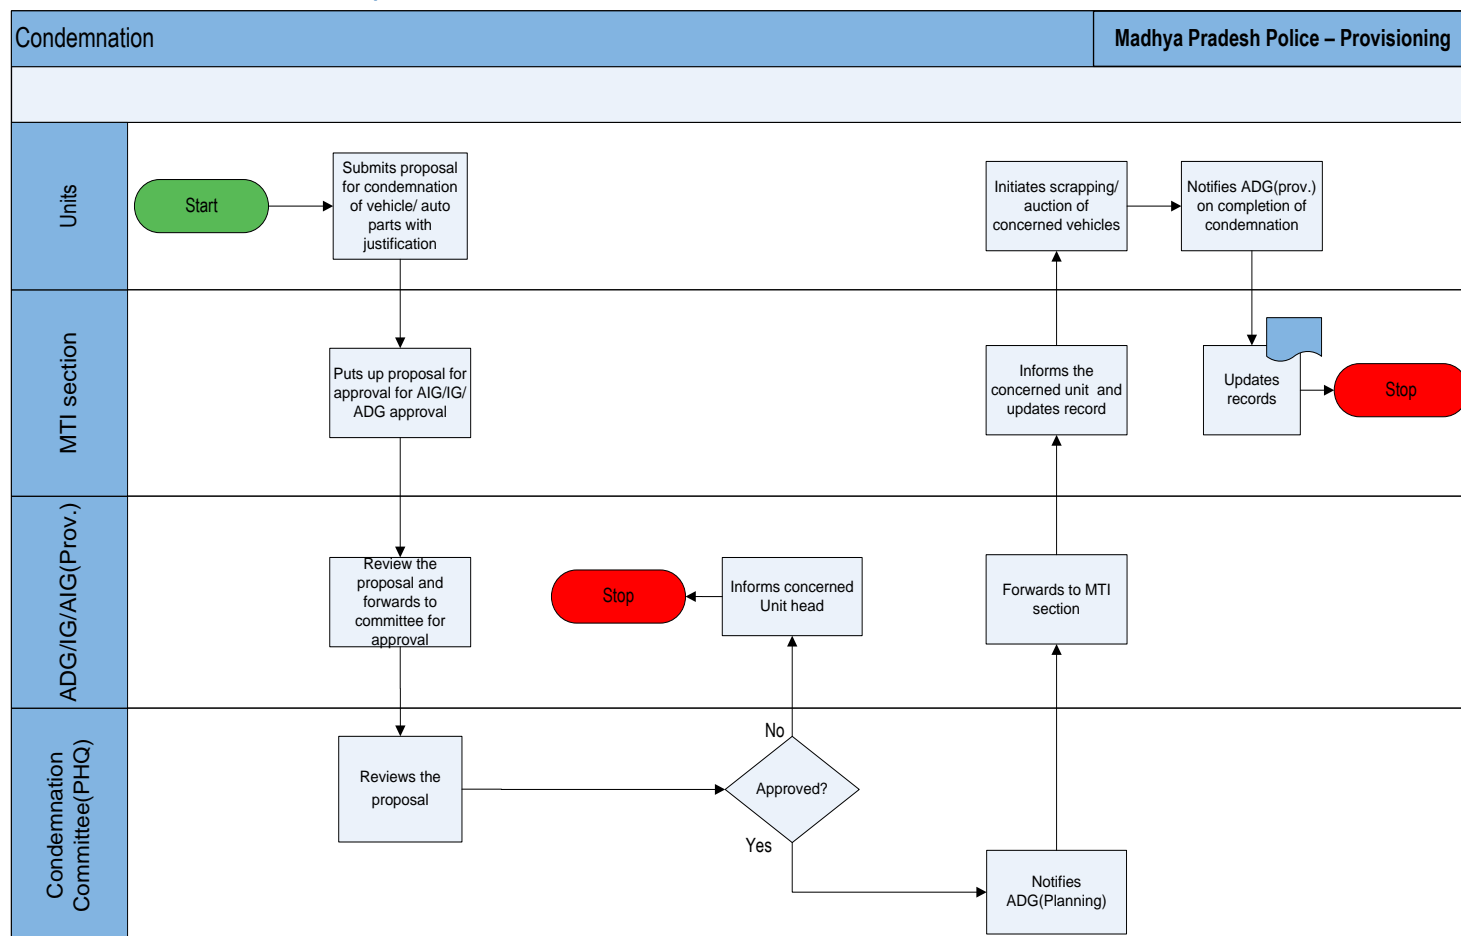 Condemnation
Madhya Pradesh Police – Provisioning
Units
Start
Submits proposal
for condemnation
of vehicle/ auto
parts with
justification
Initiates scrapping/
auction of
concerned vehicles
Notifies ADG(prov.)
on completion of
condemnation
MTI section
Puts up proposal for
approval for AIG/IG/
ADG approval
Informs the
concerned unit and
updates record
Updates
records
Stop
ADG/IG/AIG(Prov.)
Review the
proposal and
forwards to
committee for
approval
Stop
Informs concerned
Unit head
Forwards to MTI
section
Condemnation
Committee(PHQ)
Reviews the
proposal
No
Approved?
Yes
Notifies
ADG(Planning)